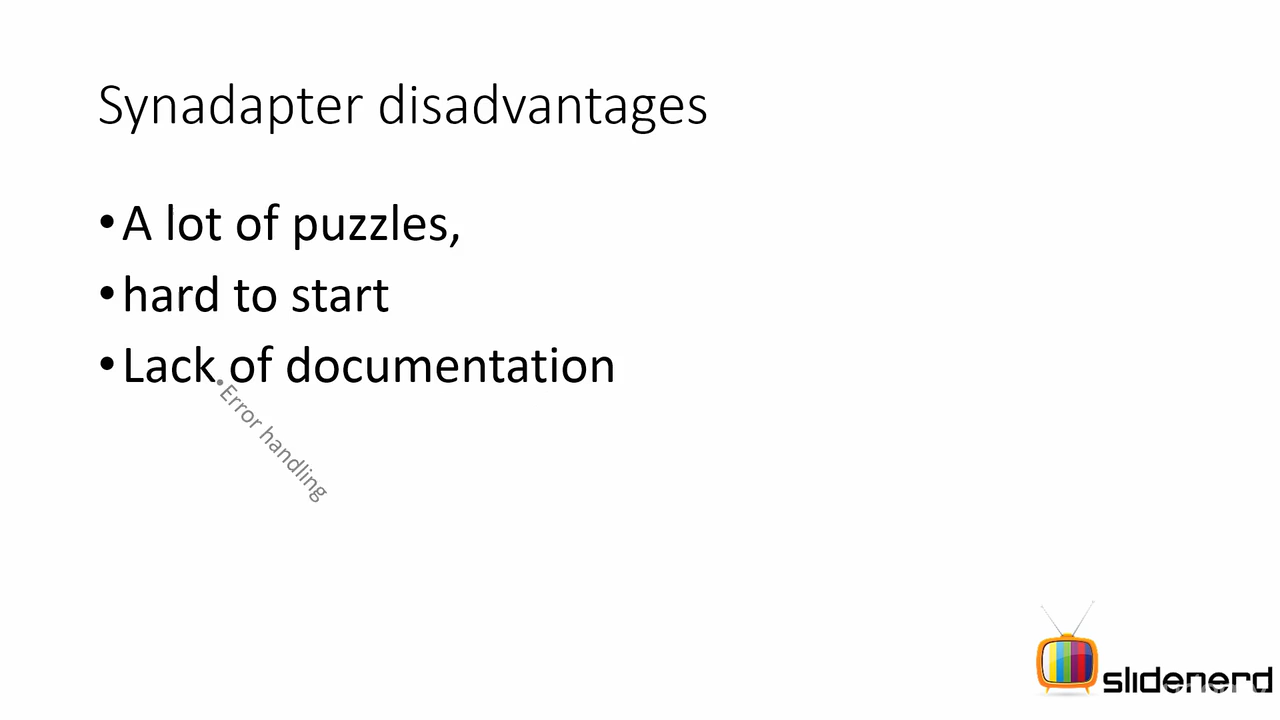 Synadapter disadvantages
•A lot of puzzles,
•hard to start
•Lack of documentation
•Error handling
slidenerd